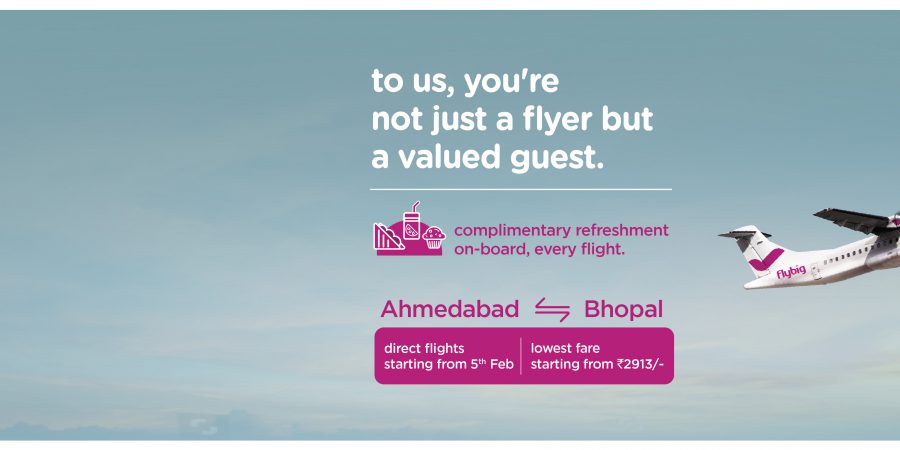 to us, you're
not just a flyer but
a valued guest.
complimentary refreshment
on-board, every flight.
flybig
Ahmedabad ⇌ Bhopal
direct flights
starting from 5th Feb
lowest fare
starting from ₹2913/-